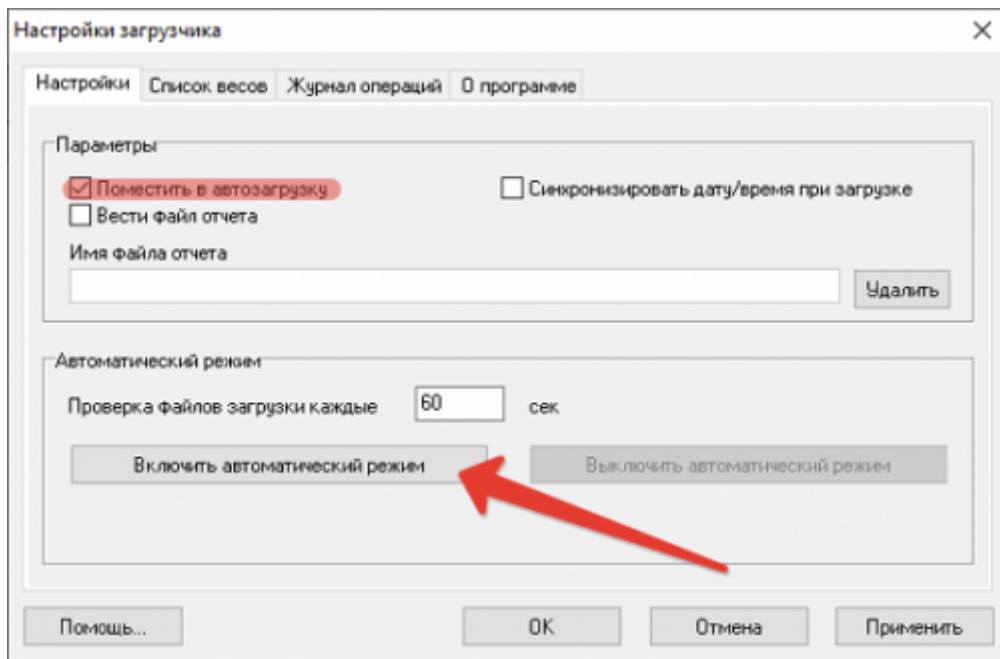 Настройки загрузчика
Настройки Список весов Журнал операций О программе
Параметры
Поместить в автозагрузку Синхронизировать дату/время при загрузке
Вести файл отчета
Имя файла отчета
Удалить
Автоматический режим
Проверка файлов загрузки каждые 60 сек
Включить автоматический режим Выключить автоматический режим
Помощь... OK Отмена Применить